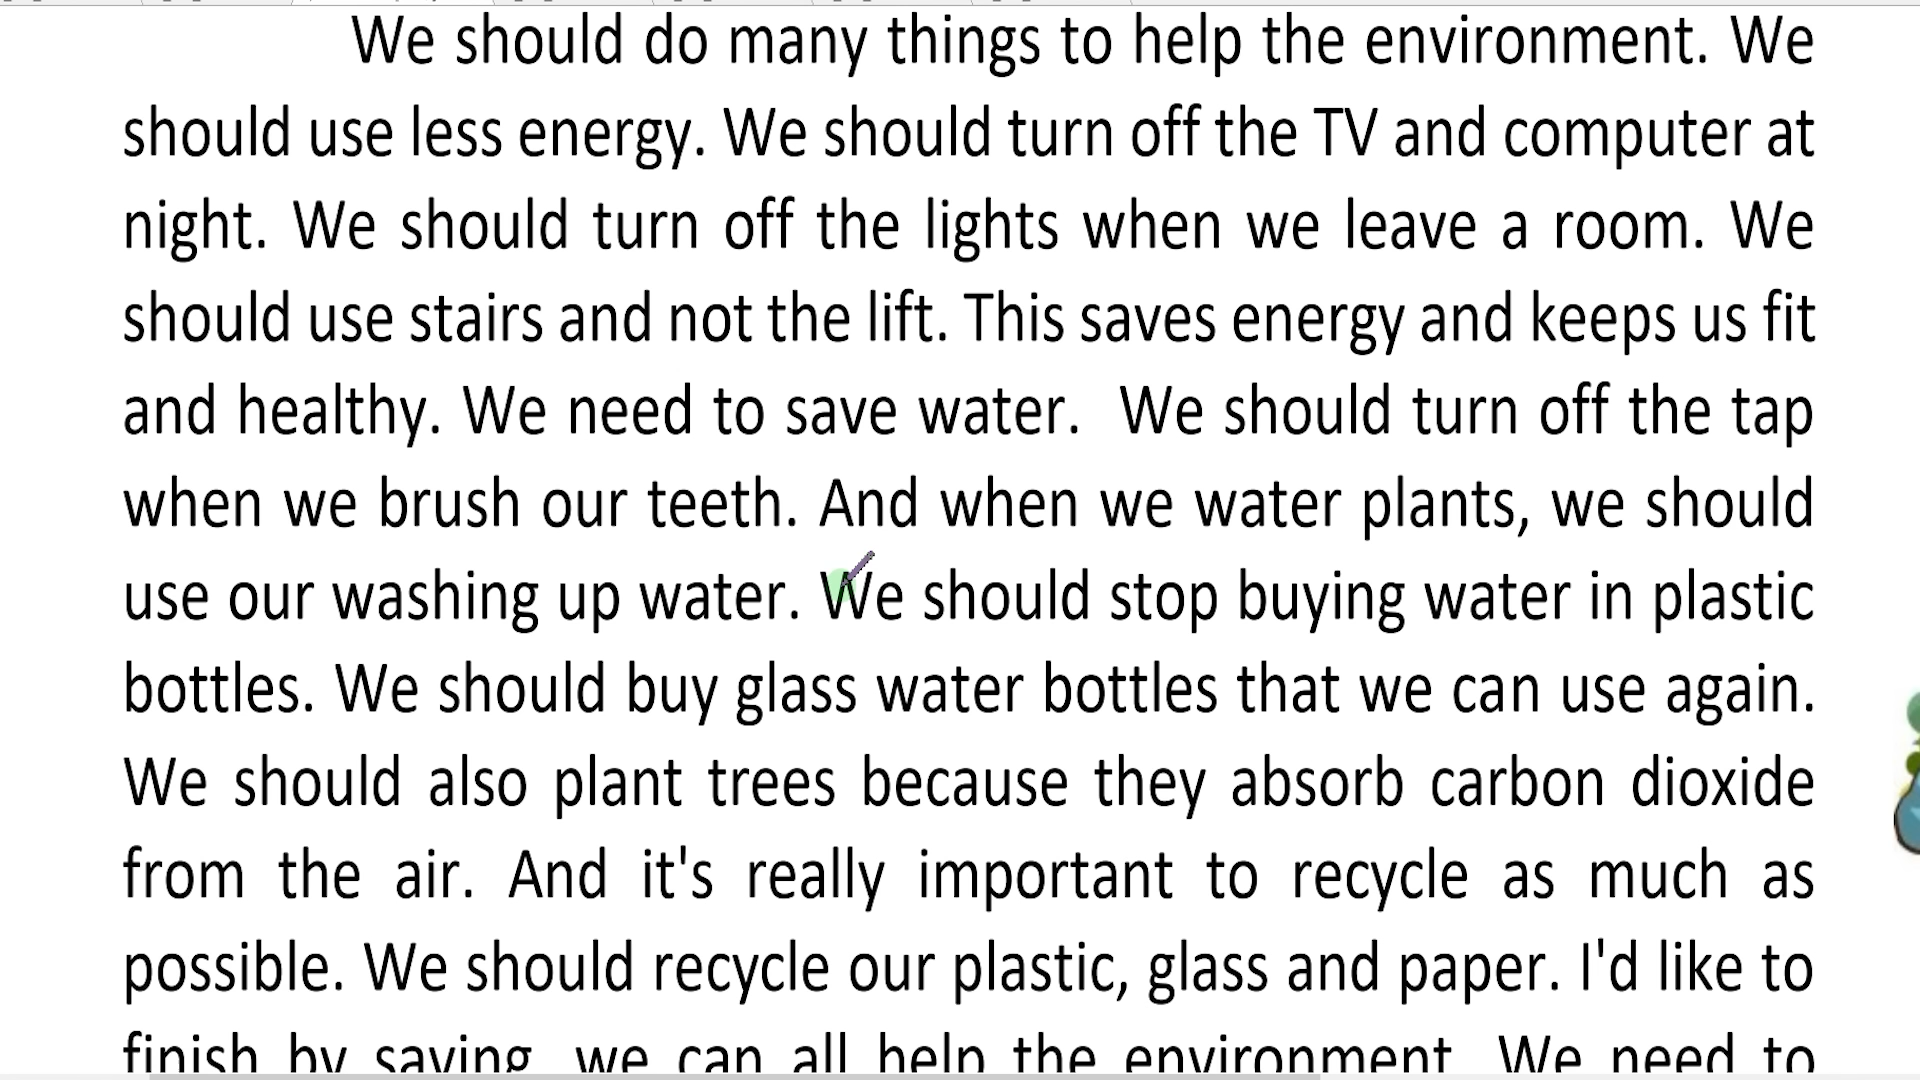 We should do many things to help the environment. We
should use less energy. We should turn off the TV and computer at
night. We should turn off the lights when we leave a room. We
should use stairs and not the lift. This saves energy and keeps us fit
and healthy. We need to save water. We should turn off the tap
when we brush our teeth. And when we water plants, we should
use our washing up water. We should stop buying water in plastic
bottles. We should buy glass water bottles that we can use again.
We should also plant trees because they absorb carbon dioxide
from the air. And it's really important to recycle as much as
possible. We should recycle our plastic, glass and paper. I'd like to
finish by saying, we can all help the environment. We need to